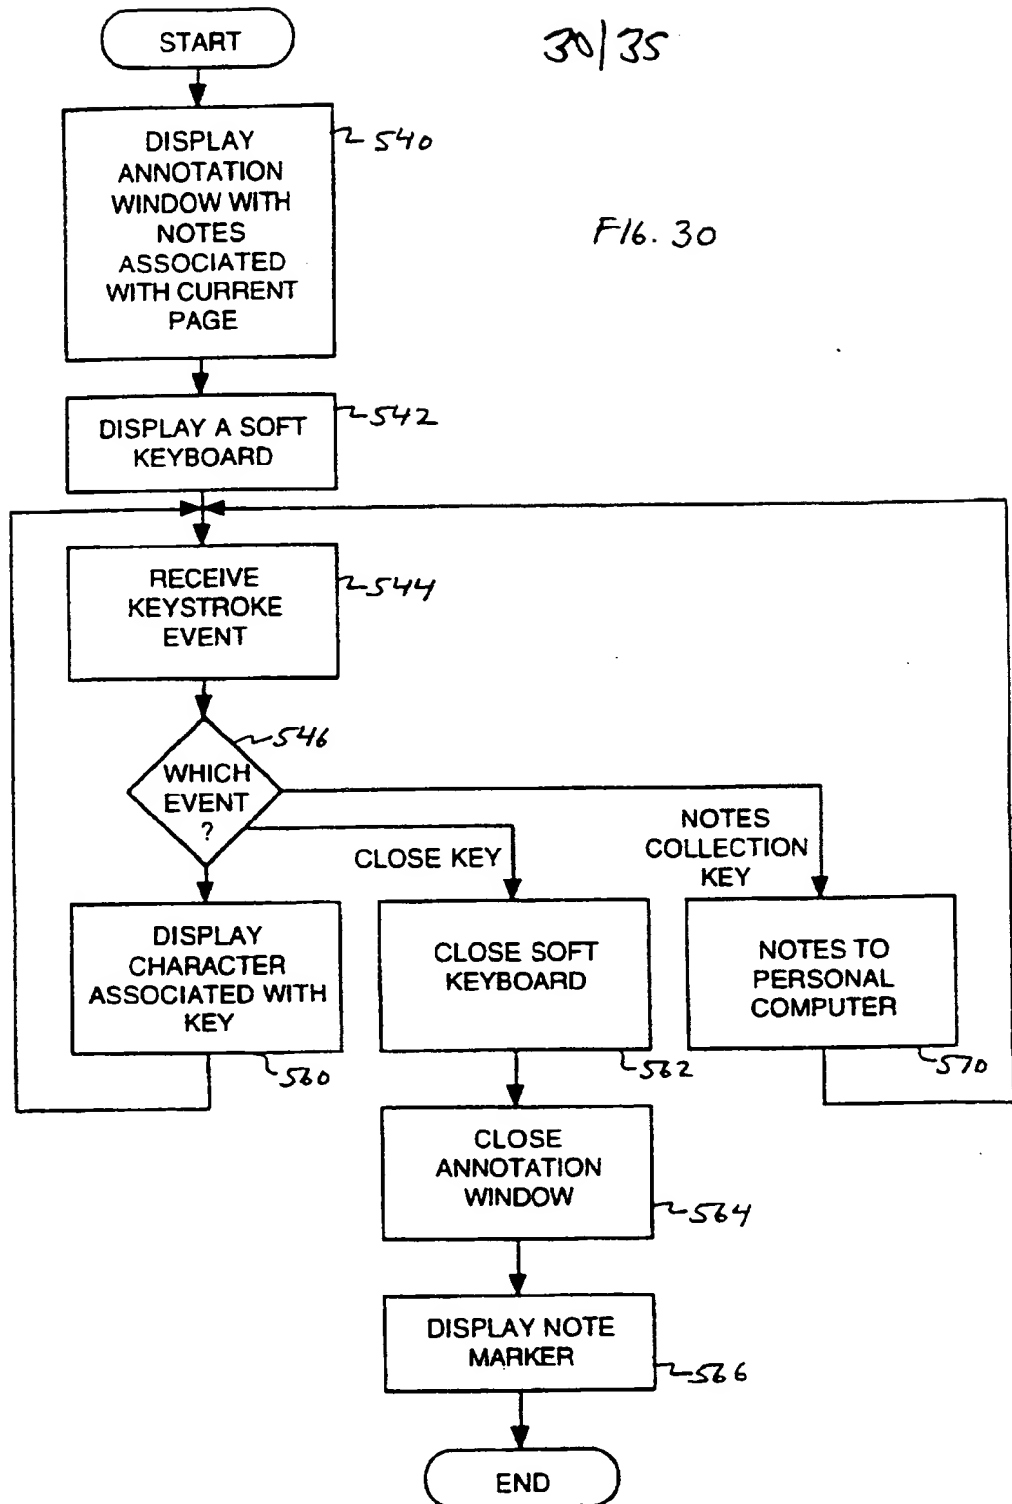 START
30/35
DISPLAY
ANNOTATION
WINDOW WITH
NOTES
ASSOCIATED
WITH CURRENT
PAGE
540
FIG. 30
DISPLAY A SOFT
KEYBOARD
542
RECEIVE
KEYSTROKE
EVENT
544
WHICH
EVENT
?
546
CLOSE KEY
NOTES
COLLECTION
KEY
DISPLAY
CHARACTER
ASSOCIATED WITH
KEY
560
CLOSE SOFT
KEYBOARD
562
NOTES TO
PERSONAL
COMPUTER
570
CLOSE
ANNOTATION
WINDOW
564
DISPLAY NOTE
MARKER
566
END